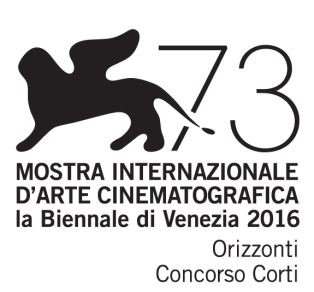 73
MOSTRA INTERNAZIONALE
D'ARTE CINEMATOGRAFICA
la Biennale di Venezia 2016
Orizzonti
Concorso Corti